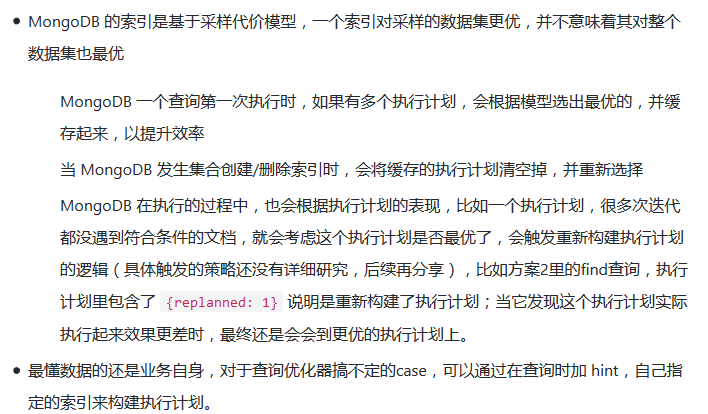 MongoDB 的索引是基于采样代价模型，一个索引对采样的数据集更优，并不意味着其对整个
数据集也最优
MongoDB 一个查询第一次执行时，如果有多个执行计划，会根据模型选出最优的，并缓
存起来，以提升效率
当 MongoDB 发生集合创建/删除索引时，会将缓存的执行计划清空掉，并重新选择
MongoDB 在执行的过程中，也会根据执行计划的表现，比如一个执行计划，很多次迭代
都没遇到符合条件的文档，就会考虑这个执行计划是否最优了，会触发重新构建执行计划
的逻辑（具体触发的策略还没有详细研究，后续再分享），比如方案2里的find查询，执行
计划里包含了 {replanned: 1} 说明是重新构建了执行计划；当它发现这个执行计划实际
执行起来效果更差时，最终还是会会到更优的执行计划上。
最懂数据的还是业务自身，对于查询优化器搞不定的case，可以通过在查询时加 hint，自己指
定的索引来构建执行计划。